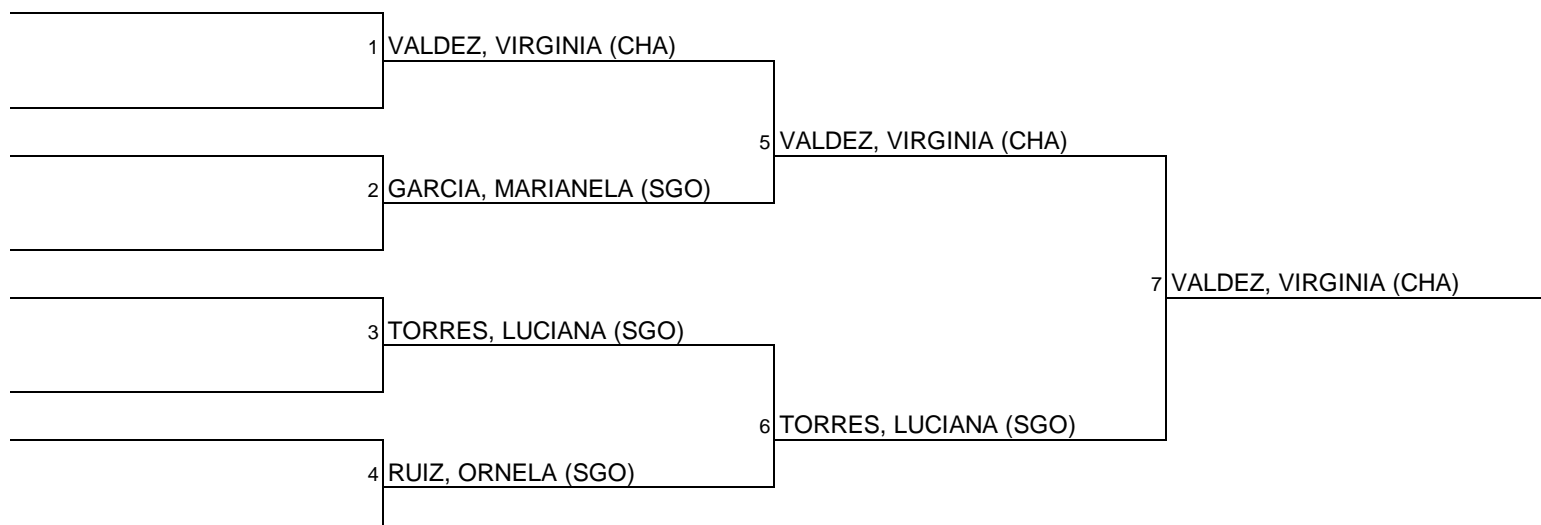 1 VALDEZ, VIRGINIA (CHA)
5 VALDEZ, VIRGINIA (CHA)
2 GARCIA, MARIANELA (SGO)
7 VALDEZ, VIRGINIA (CHA)
3 TORRES, LUCIANA (SGO)
6 TORRES, LUCIANA (SGO)
4 RUIZ, ORNELA (SGO)